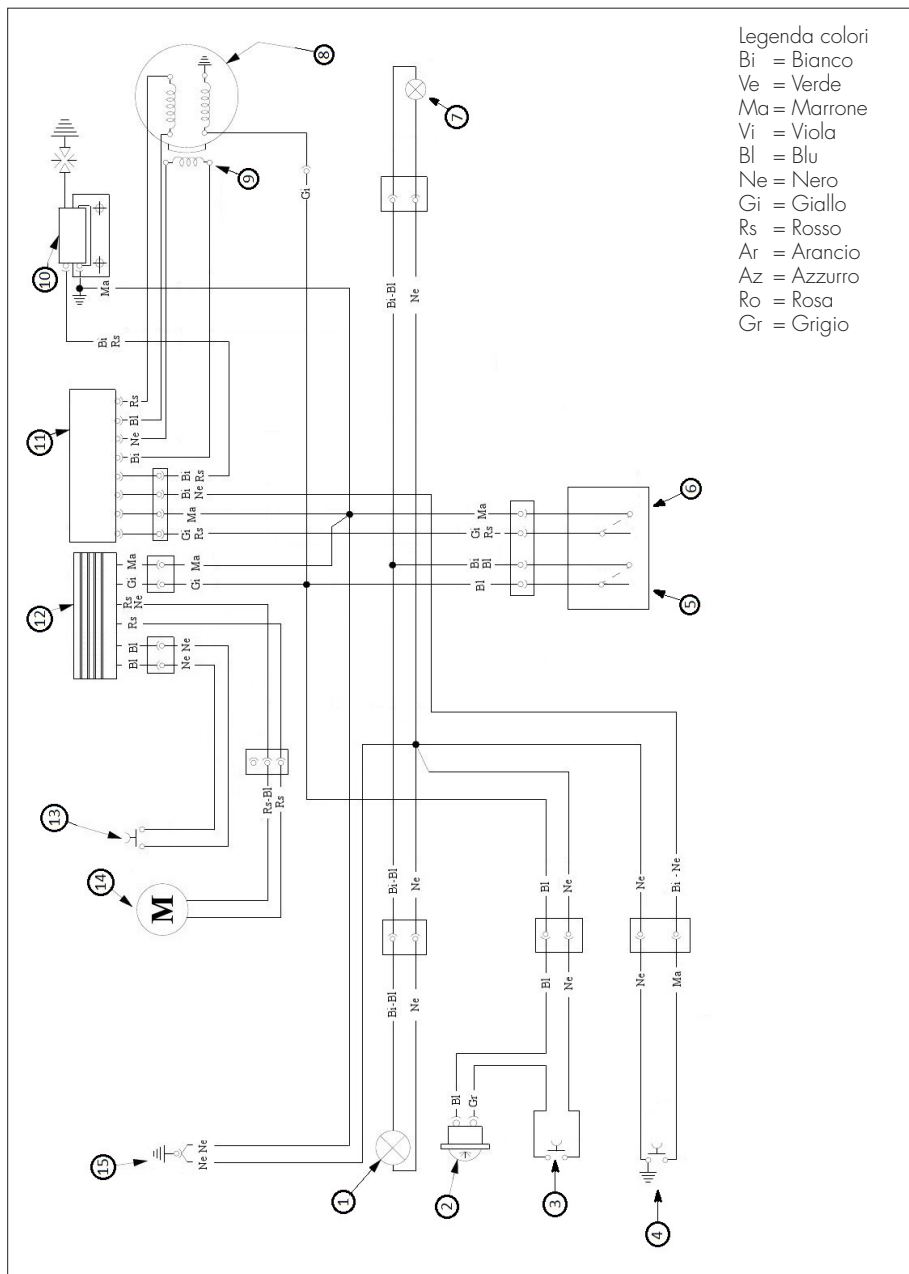 Legenda colori
Bi = Bianco
Ve = Verde
Ma = Marrone
Vi = Viola
Bl = Blu
Ne = Nero
Gi = Giallo
Rs = Rosso
Ar = Arancio
Az = Azzurro
Ro = Rosa
Gr = Grigio
8
7
9
Gi
10
Ma
Bi-Bl
Ne
Bi
Rs
11
Rs
Bl
Ne
Bi
Bi Rs
Bi Ne
Ma
Gi Rs
Ma
Gi Rs
Bi Bl
Bl
6
5
12
Ma
Gi
Rs Ne
Rs
Bl
Bl
Ma
Gi
Ne
Ne
13
Rs-Bl
Rs
14
M
Bi-Bl
Ne
Bl
Ne
Ne
Bi - Ne
Bi-Bl
Ne
Bl
Ne
Ne
Ma
Bl
Gr
15
Ne Ne
Ne
1
2
3
4